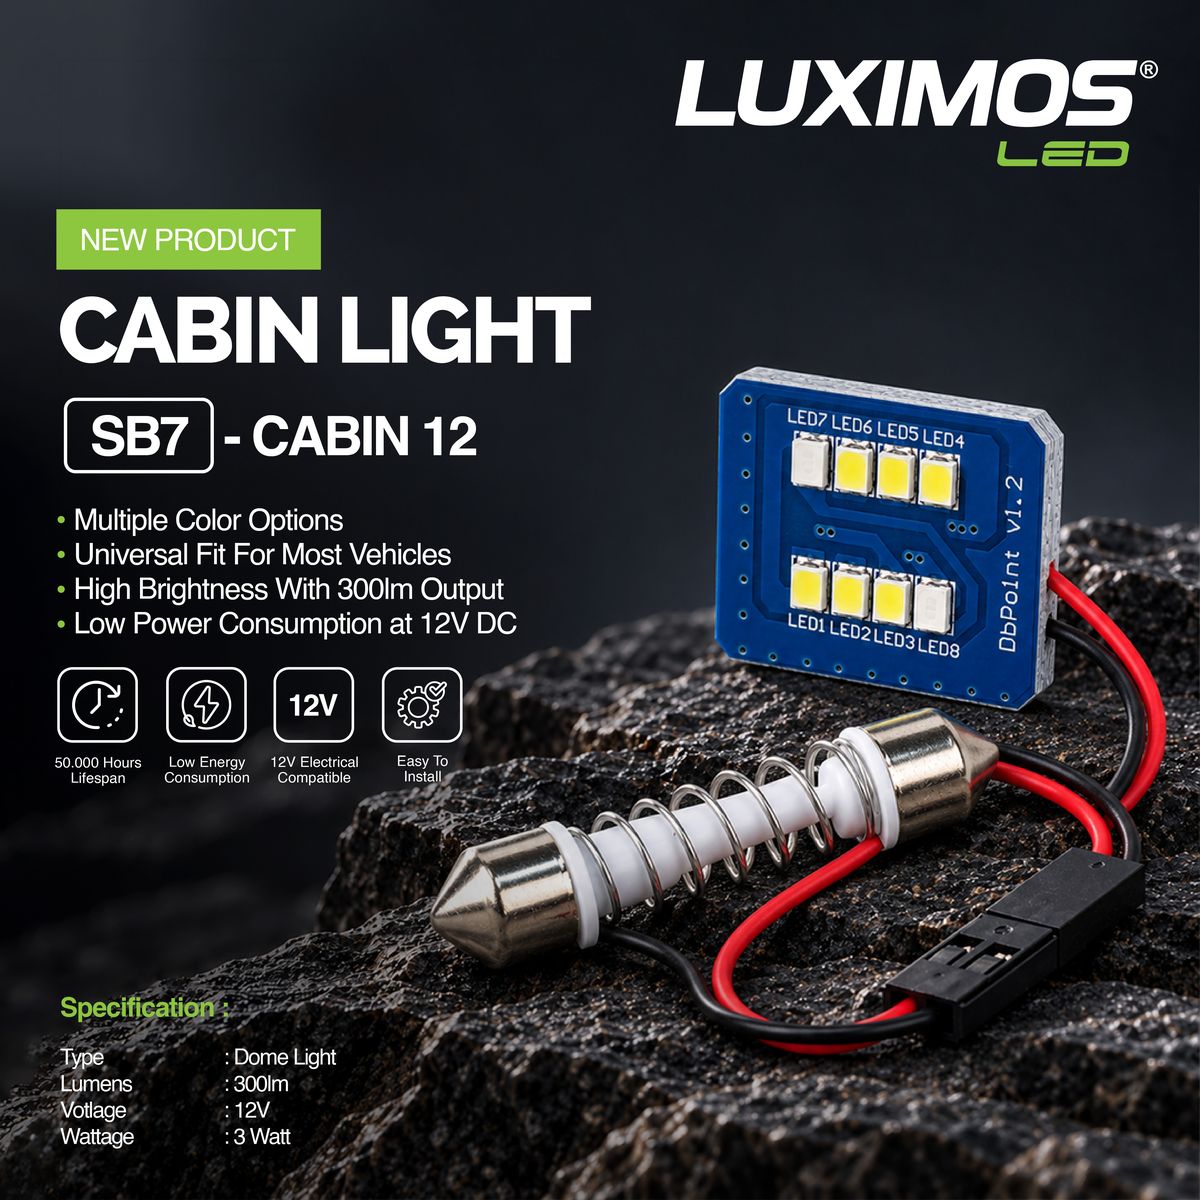 LUXIMOS®
LED
NEW PRODUCT
CABIN LIGHT
SB7 - CABIN 12
• Multiple Color Options
• Universal Fit For Most Vehicles
• High Brightness With 300lm Output
• Low Power Consumption at 12V DC
12V
50.000 Hours
Lifespan
Low Energy
Consumption
12V Electrical
Compatible
Easy To
Install
LED7 LED6 LED5 LED4
LED1 LED2 LED3 LED8
DbPo1nt v1.2
Specification :
Type : Dome Light
Lumens : 300lm
Votlage : 12V
Wattage : 3 Watt